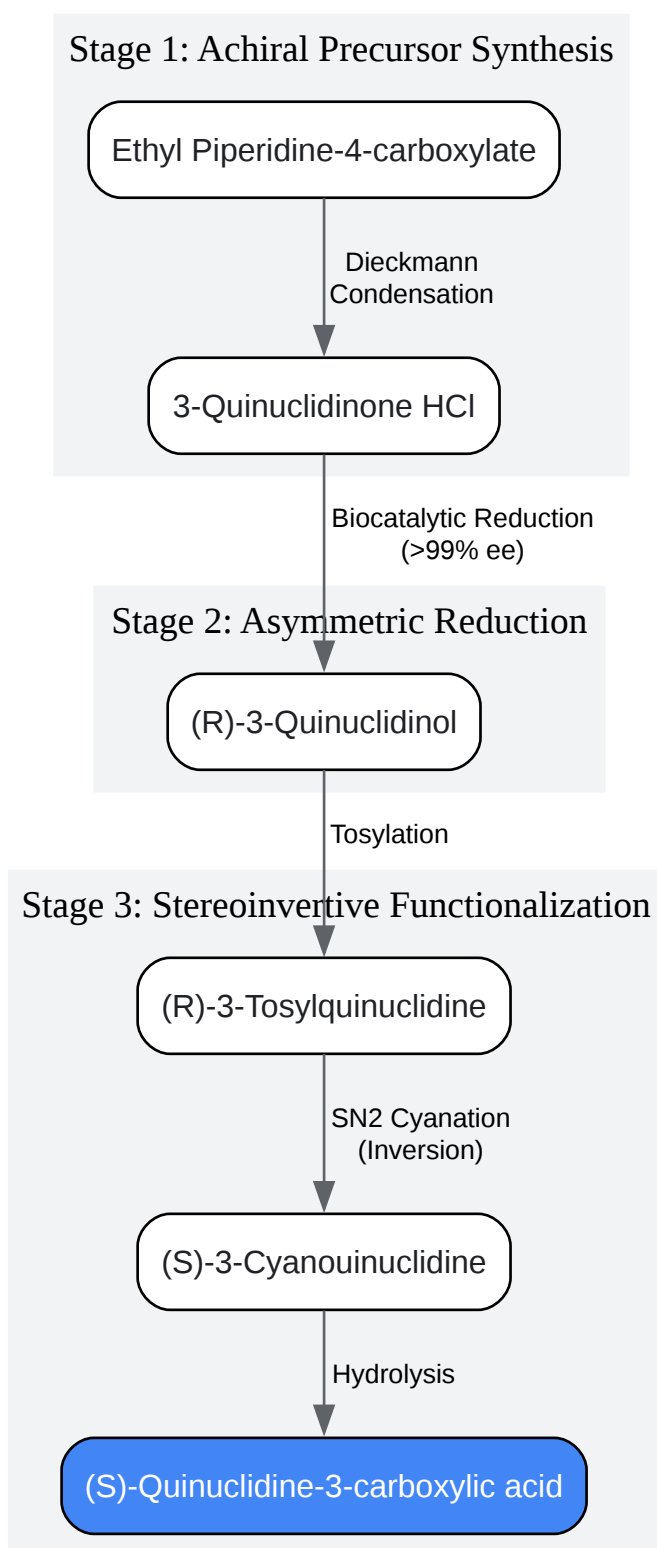 Stage 1: Achiral Precursor Synthesis
Ethyl Piperidine-4-carboxylate
Dieckmann
Condensation
3-Quinuclidinone HCl
Biocatalytic Reduction
(>99% ee)
Stage 2: Asymmetric Reduction
(R)-3-Quinuclidinol
Tosylation
Stage 3: Stereoinvertive Functionalization
(R)-3-Tosylquinuclidine
SN2 Cyanation
(Inversion)
(S)-3-Cyanouinuclidine
Hydrolysis
(S)-Quinuclidine-3-carboxylic acid